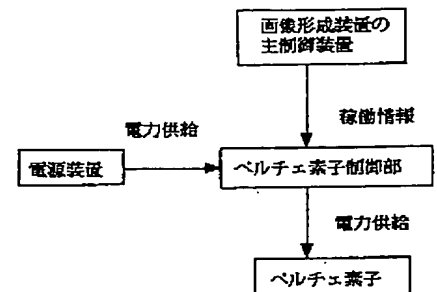 画像形成装置の
主制御装置
稼働情報
電力供給
電源装置
ペルチェ素子制御部
電力供給
ペルチェ素子